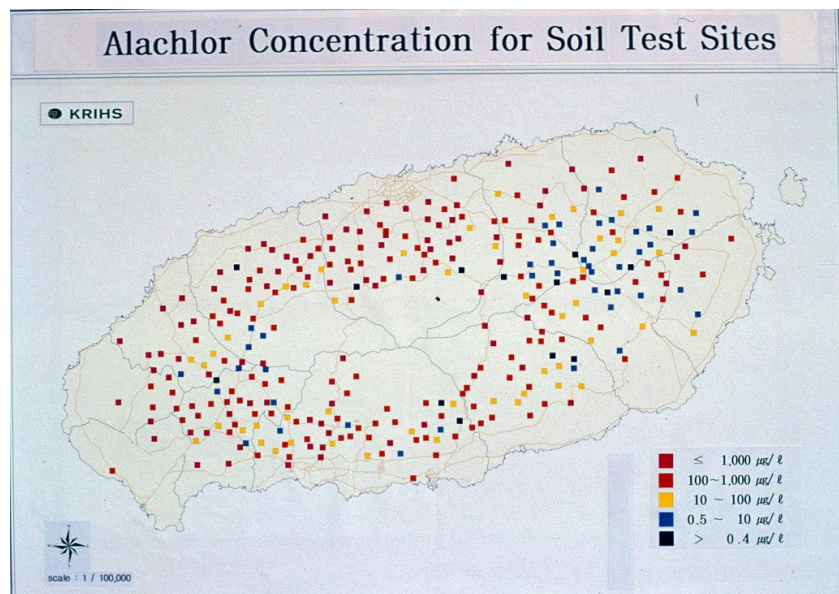 Alachlor Concentration for Soil Test Sites
KRIHS
≤ 1,000 ㎍/ℓ
100~1,000 ㎍/ℓ
10 ~ 100 ㎍/ℓ
0.5 ~ 10 ㎍/ℓ
> 0.4 ㎍/ℓ
scale : 1 / 100,000